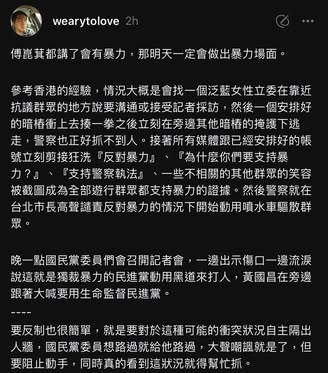 wearytolove 2h
傅崑萁都講了會有暴力，那明天一定會做出暴力場面。
參考香港的經驗，情況大概是會找一個泛藍女性立委在靠近
抗議群眾的地方說要溝通或接受記者採訪，然後一個安排好
的暗樁衝上去揍一拳之後立刻在旁邊其他暗樁的掩護下逃
走，警察也正好抓不到人。接著所有媒體跟已經安排好的帳
號立刻剪接狂洗『反對暴力』、『為什麼你們要支持暴
力？』、『支持警察執法』、一些不相關的其他群眾的笑容
被截圖成為全部遊行群眾都支持暴力的證據。然後警察就在
台北市長高聲譴責反對暴力的情況下開始動用噴水車驅散群
眾。
晚一點國民黨委員們會召開記者會，一邊出示傷口一邊流淚
說這就是獨裁暴力的民進黨動用黑道來打人，黃國昌在旁邊
跟著大喊要用生命監督民進黨。
----
要反制也很簡單，就是要對於這種可能的衝突狀況自主隔出
人牆，國民黨委員想路過就給他路過，大聲嘲諷就是了，但
要阻止動手，同時真的看到這狀況就得幫忙抓。